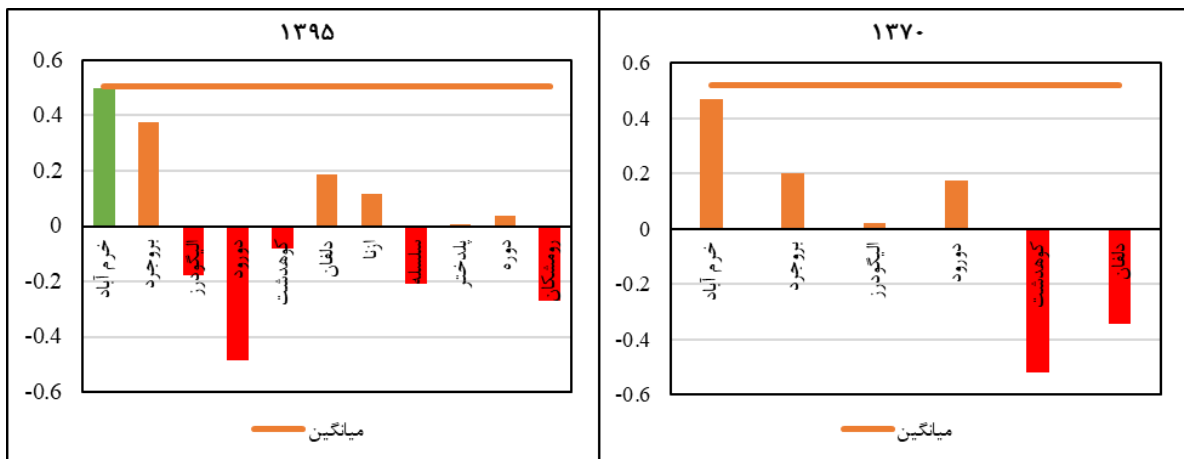 ۱۳۷۰
0.6
0.4
0.2
0
-0.2
-0.4
-0.6
خرم آباد
بروجرد
الیگودرز
دورود
کوهدشت
دلفان
میانگین
۱۳۹۵
0.6
0.4
0.2
0
-0.2
-0.4
-0.6
خرم آباد
بروجرد
الیگودرز
دورود
کوهدشت
دلفان
ازنا
سلسله
پلدختر
دوره
رومشکان
میانگین